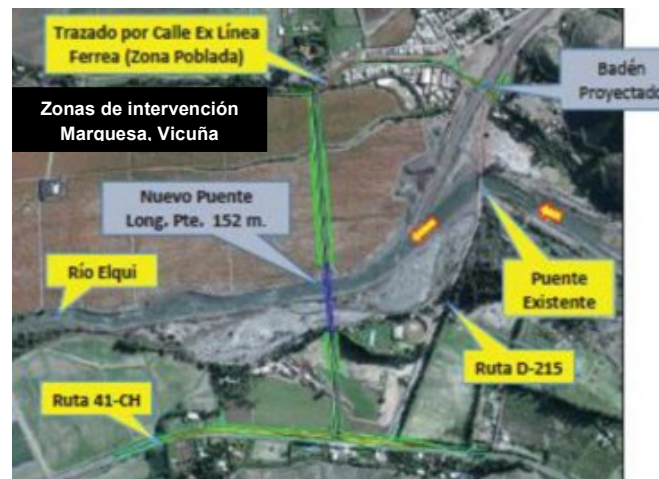 Trazado por Calle Ex Línea
Ferrea (Zona Poblada)
Zonas de intervención
Marquesa, Vicuña
Badén
Proyectado
Nuevo Puente
Long. Pte. 152 m.
Río Elqui
Puente
Existente
Ruta D-215
Ruta 41-CH